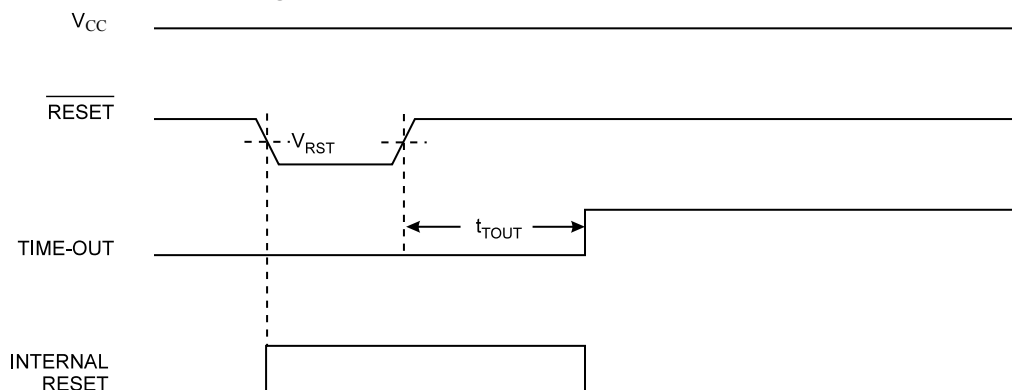 VCC
RESET
VRST
tTOUT
TIME-OUT
INTERNAL
RESET